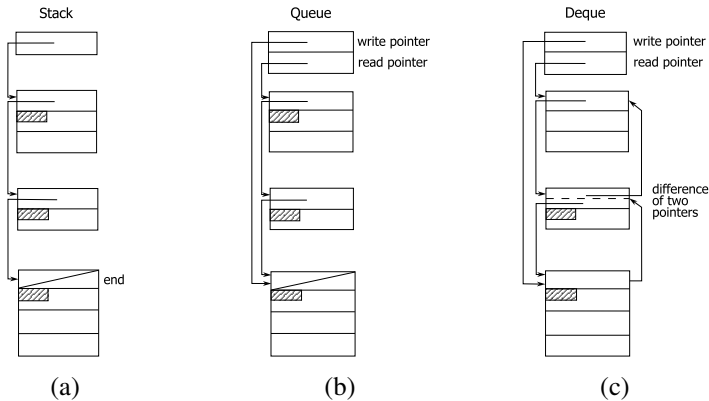 Stack
Queue
Deque
write pointer
read pointer
write pointer
read pointer
difference
of two
pointers
end
(a)
(b)
(c)